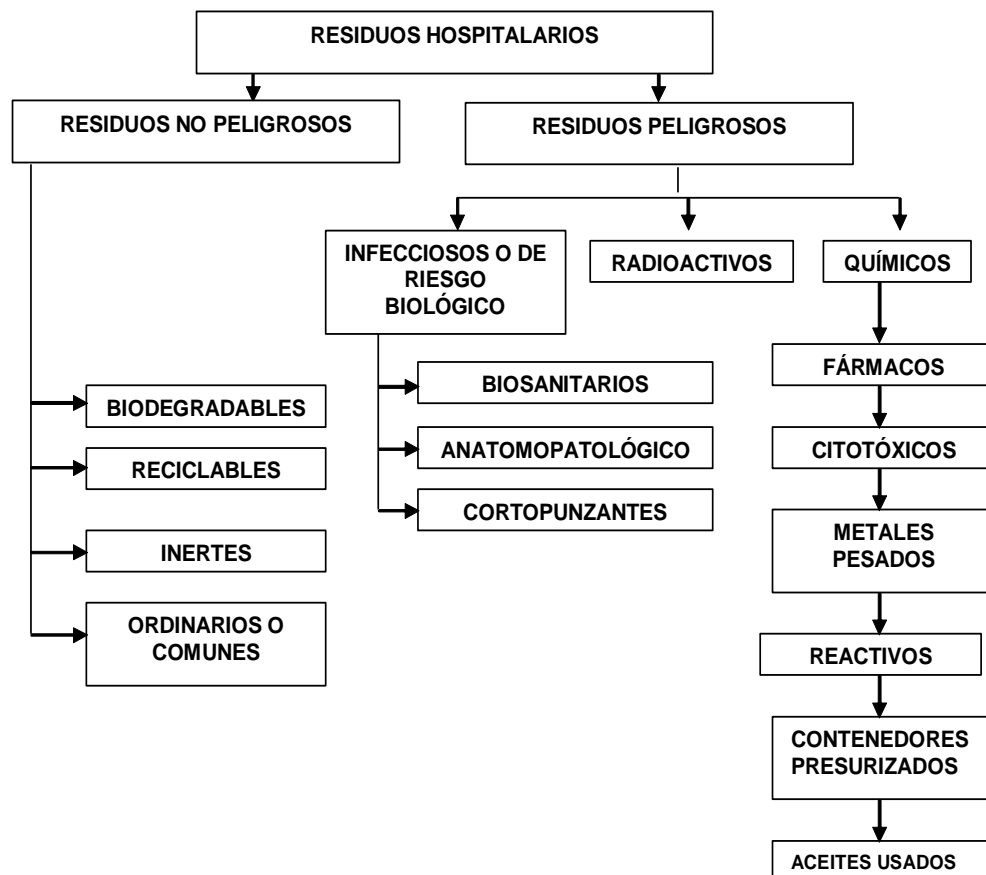 RESIDUOS HOSPITALARIOS
RESIDUOS NO PELIGROSOS
RESIDUOS PELIGROSOS
INFECCIOSOS O DE
RIESGO
BIOLÓGICO
RADIOACTIVOS
QUÍMICOS
FÁRMACOS
BIOSANITARIOS
BIODEGRADABLES
ANATOMOPATOLÓGICO
CITOTÓXICOS
RECICLABLES
CORTOPUNZANTES
METALES
PESADOS
INERTES
ORDINARIOS O
COMUNES
REACTIVOS
CONTENEDORES
PRESURIZADOS
ACEITES USADOS